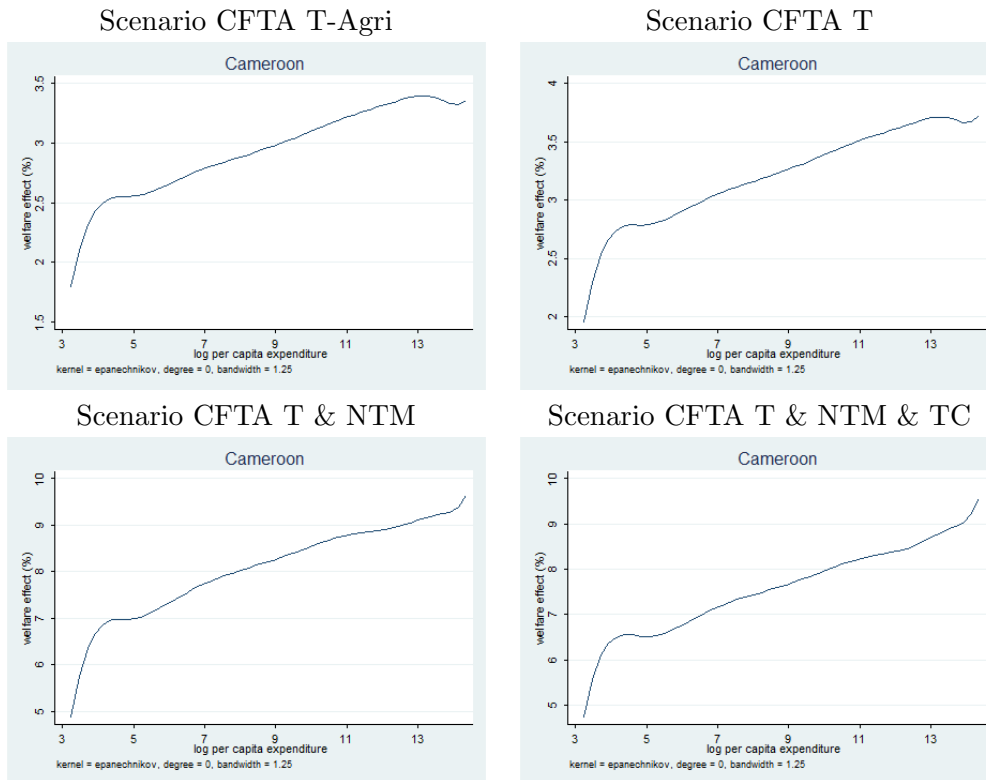 Scenario CFTA T-Agri
Cameroon
welfare effect (%)
3.5
3
2.5
2
1.5
3 5 7 9 11 13
log per capita expenditure
kernel = epanechnikov, degree = 0, bandwidth = 1.25
Scenario CFTA T
Cameroon
welfare effect (%)
4
3.5
3
2.5
2
3 5 7 9 11 13
log per capita expenditure
kernel = epanechnikov, degree = 0, bandwidth = 1.25
Scenario CFTA T & NTM
Cameroon
welfare effect (%)
10
9
8
7
6
5
3 5 7 9 11 13
log per capita expenditure
kernel = epanechnikov, degree = 0, bandwidth = 1.25
Scenario CFTA T & NTM & TC
Cameroon
welfare effect (%)
10
9
8
7
6
5
3 5 7 9 11 13
log per capita expenditure
kernel = epanechnikov, degree = 0, bandwidth = 1.25